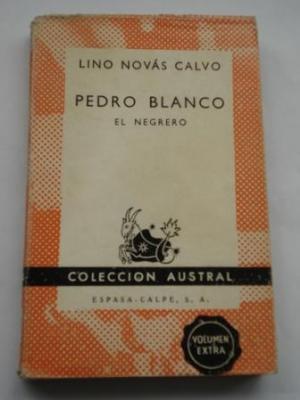 LINO NOVÁS CALVO
PEDRO BLANCO
EL NEGRERO
COLECCION AUSTRAL
ESPASA-CALPE, S. A.
VOLUMEN
EXTRA